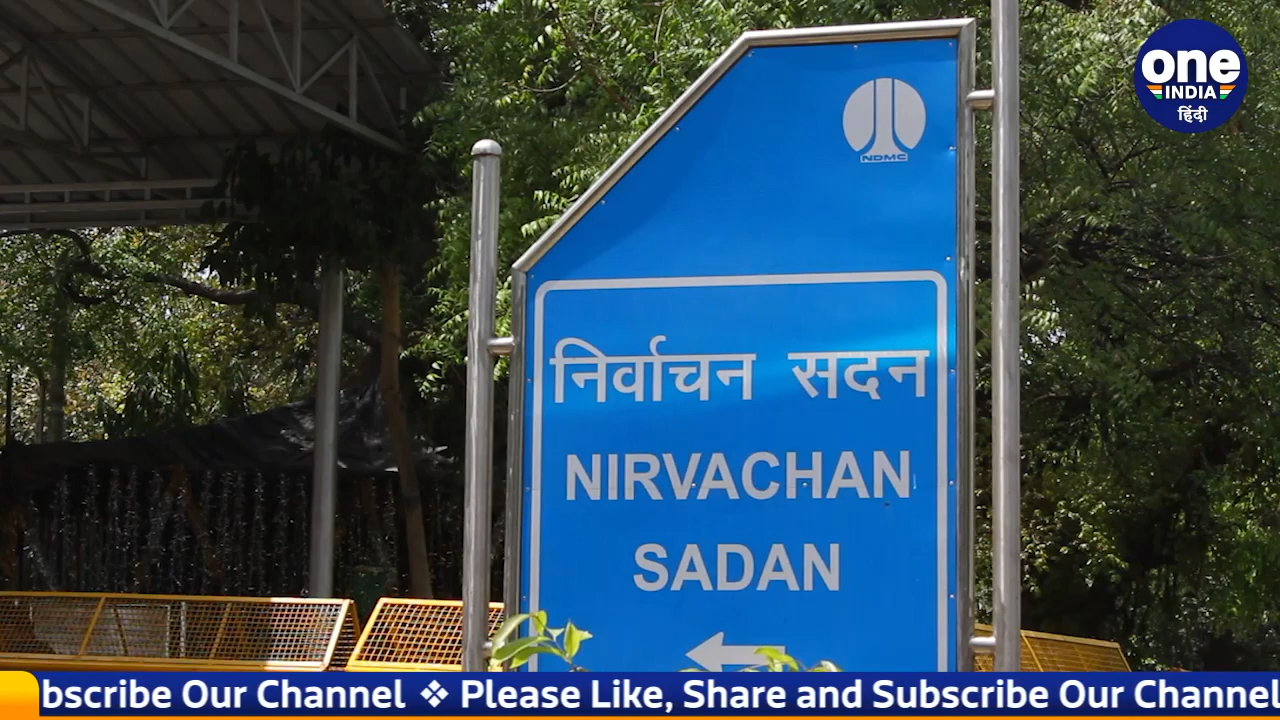 one
INDIA
हिंदी
NDMC
निर्वाचन सदन
NIRVACHAN
SADAN
bscribe Our Channel ❖ Please Like, Share and Subscribe Our Channel